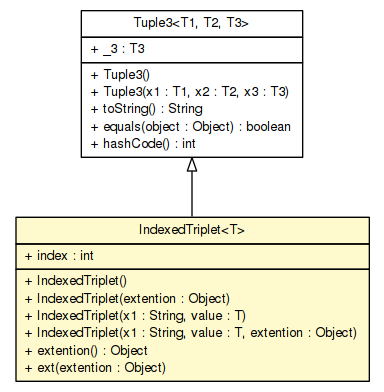 Tuple3<T1, T2, T3>
+ _3 : T3
+ Tuple3()
+ Tuple3(x1 : T1, x2 : T2, x3 : T3)
+ toString() : String
+ equals(object : Object) : boolean
+ hashCode() : int
IndexedTriplet<T>
+ index : int
+ IndexedTriplet()
+ IndexedTriplet(extention : Object)
+ IndexedTriplet(x1 : String, value : T)
+ IndexedTriplet(x1 : String, value : T, extention : Object)
+ extention() : Object
+ ext(extention : Object)